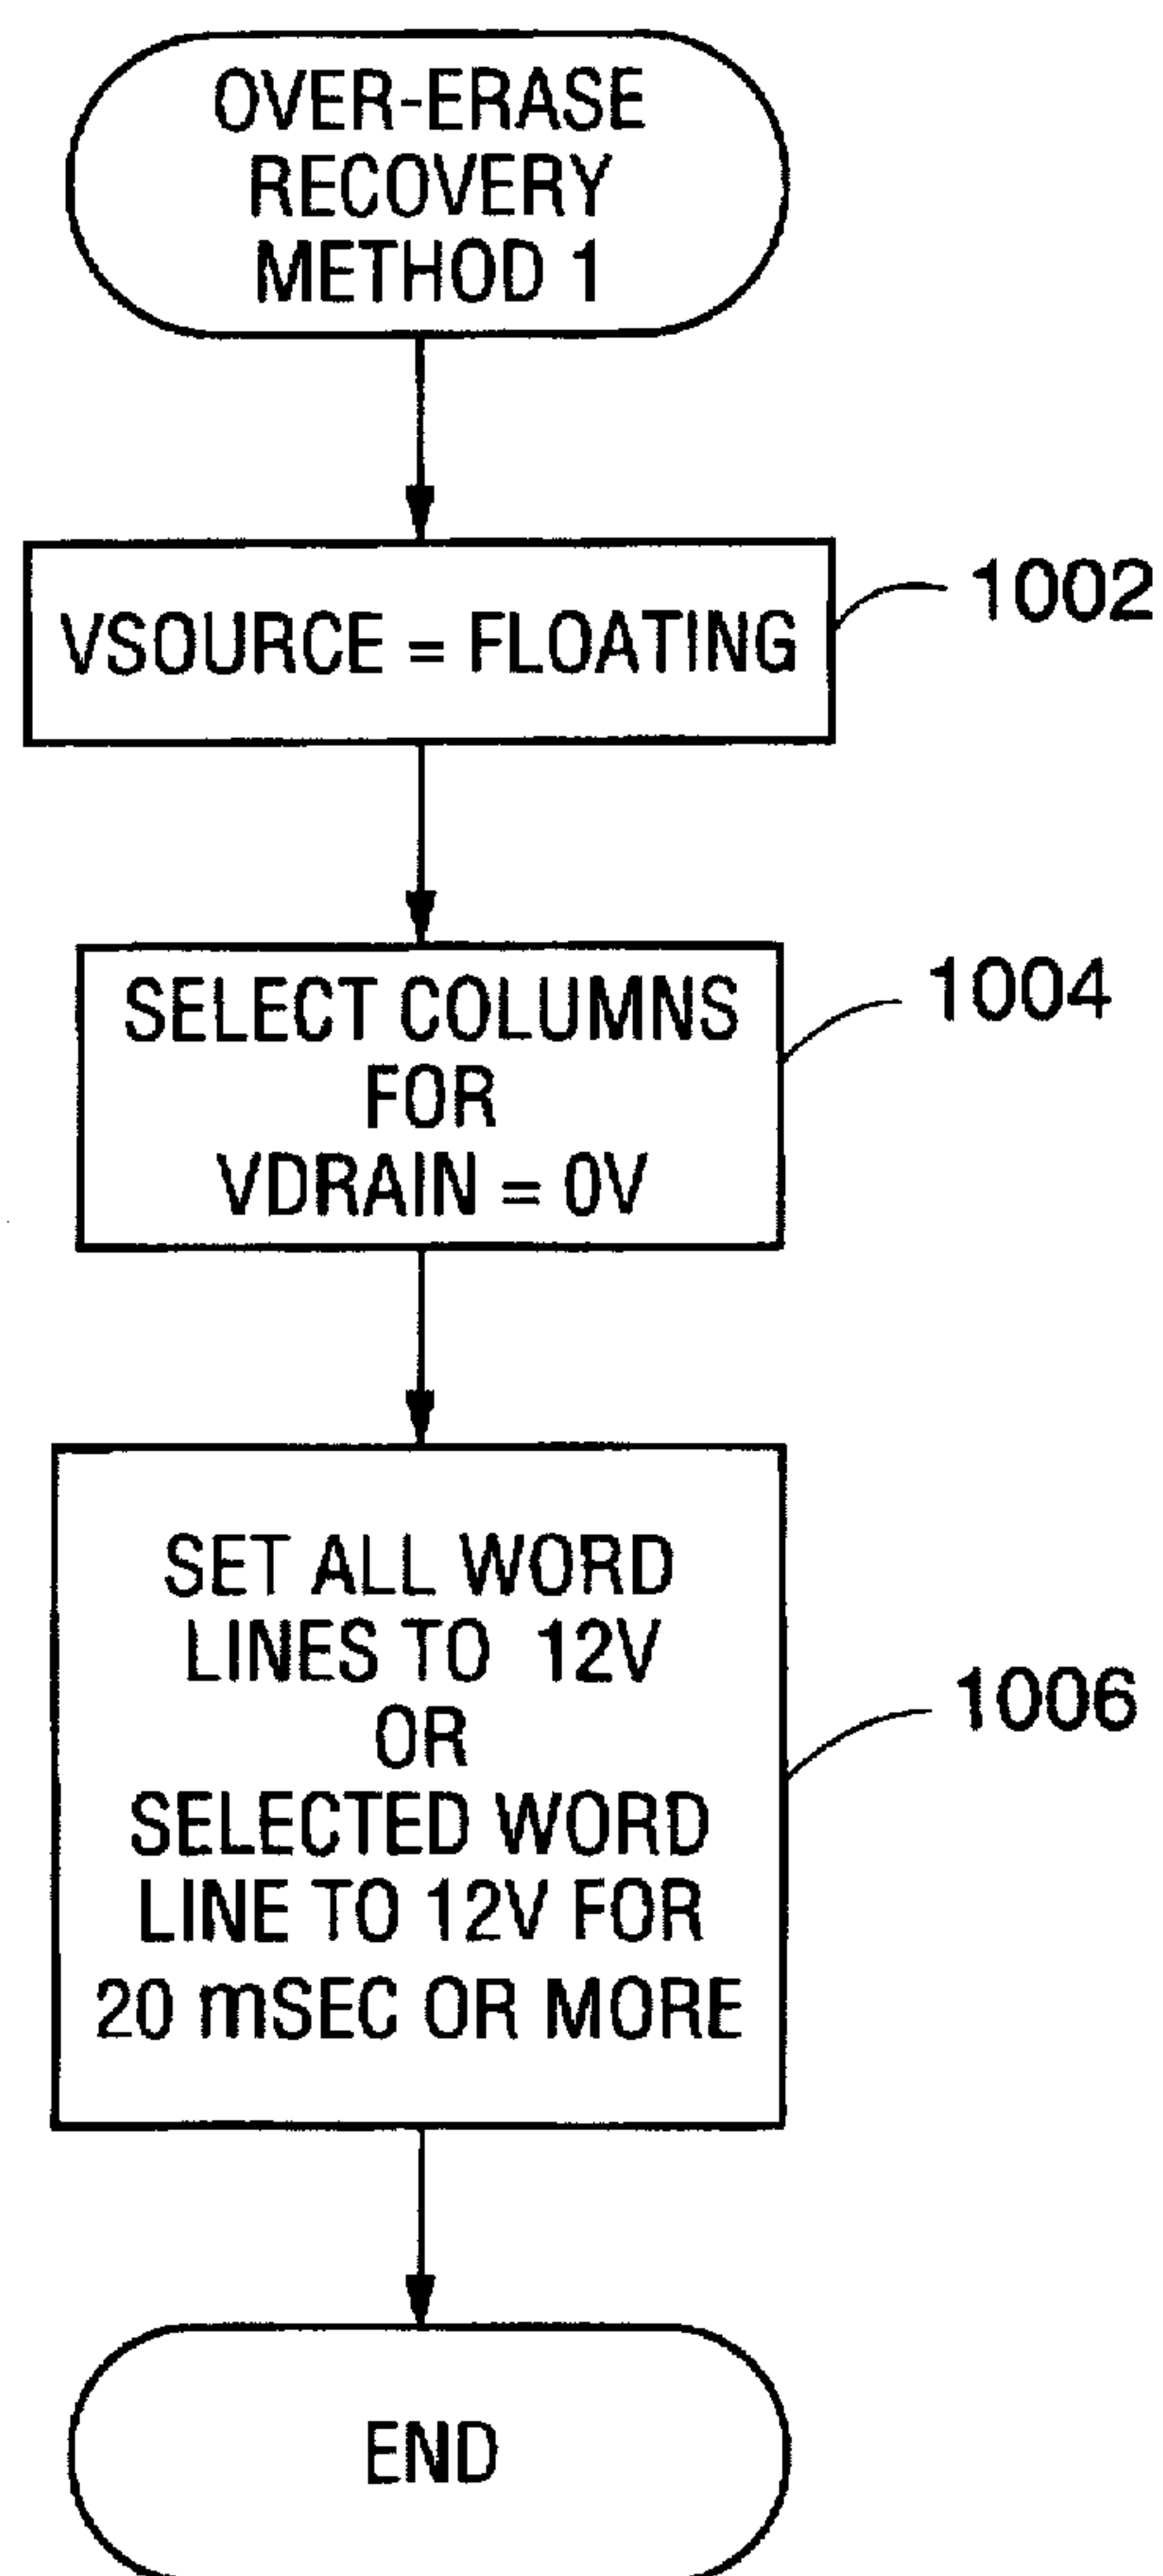 OVER-ERASE
RECOVERY
METHOD 1
VSOURCE = FLOATING
1002
SELECT COLUMNS
FOR
VDRAIN = 0V
1004
SET ALL WORD
LINES TO 12V
OR
SELECTED WORD
LINE TO 12V FOR
20 mSEC OR MORE
1006
END